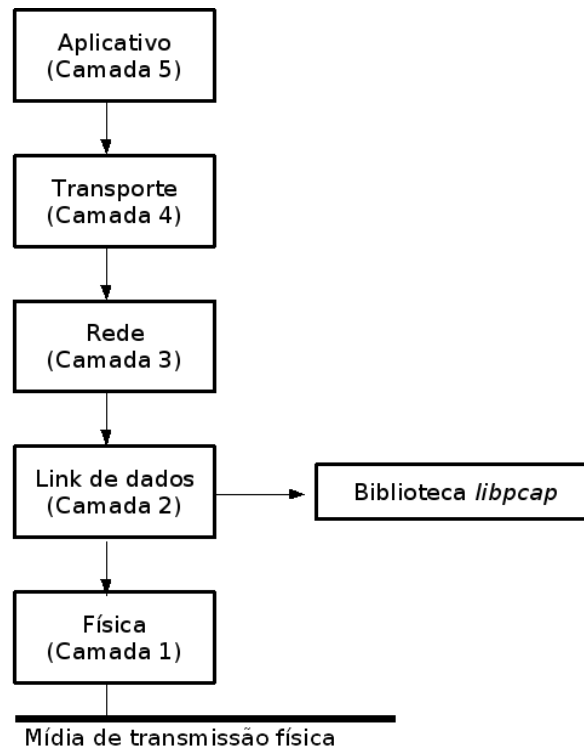 Aplicativo
(Camada 5)
Transporte
(Camada 4)
Rede
(Camada 3)
Link de dados
(Camada 2)
Biblioteca libpcap
Física
(Camada 1)
Mídia de transmissão física